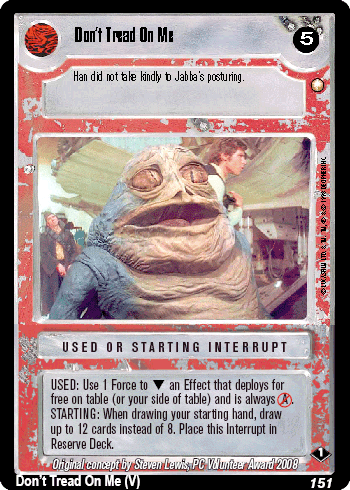 Don't Tread On Me
5
Han did not take kindly to Jabba's posturing.
USED OR STARTING INTERRUPT
USED: Use 1 Force to ▼ an Effect that deploys for
free on table (or your side of table) and is always Ⓐ.
STARTING: When drawing your starting hand, draw
up to 12 cards instead of 8. Place this Interrupt in
Reserve Deck.
1
Original concept by Steven Lewis, PC Volunteer Award 2008
Don't Tread On Me (V)
151